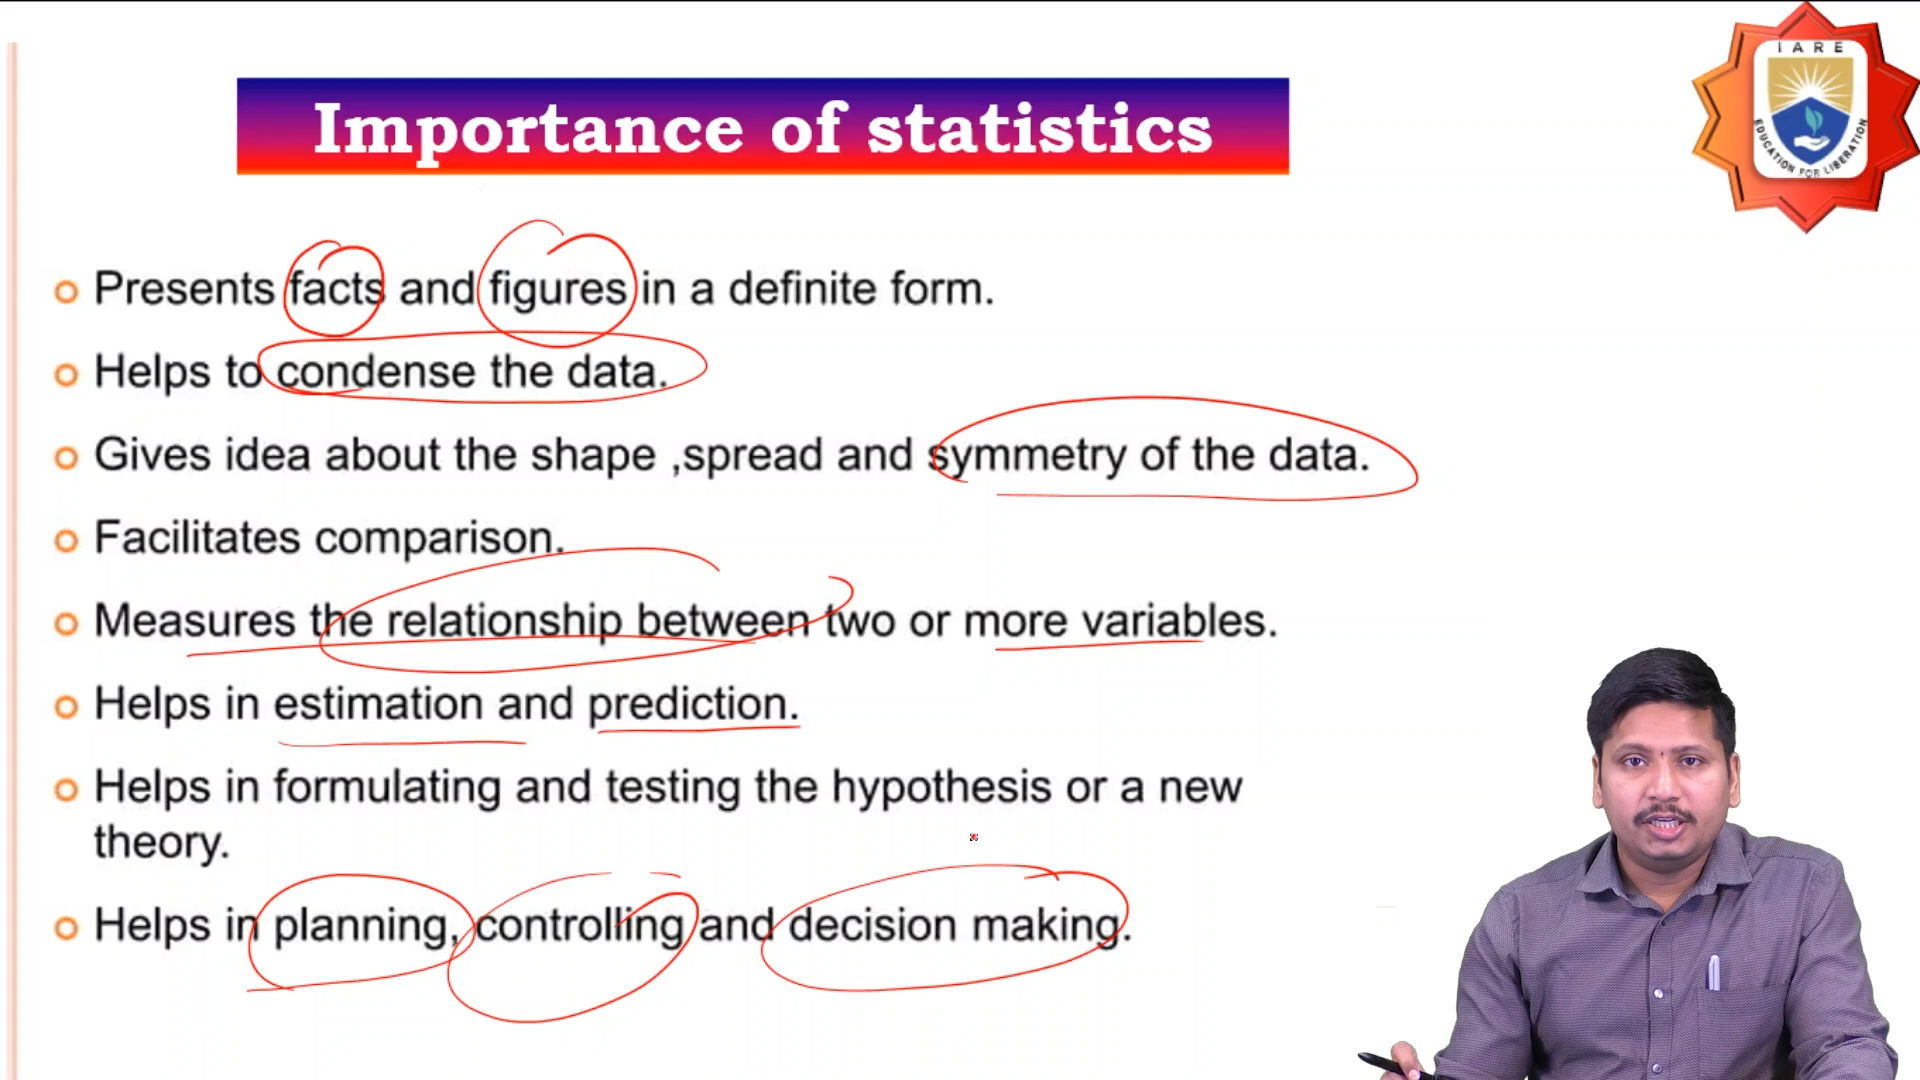 IARE
EDUCATION FOR LIBERATION
Importance of statistics
Presents facts and figures in a definite form.
Helps to condense the data.
Gives idea about the shape ,spread and symmetry of the data.
Facilitates comparison.
Measures the relationship between two or more variables.
Helps in estimation and prediction.
Helps in formulating and testing the hypothesis or a new
theory.
Helps in planning, controlling and decision making.